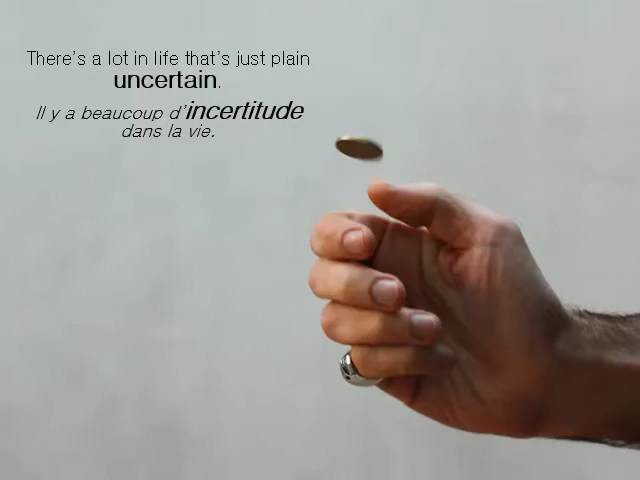 There's a lot in life that's just plain
uncertain.
Il y a beaucoup d'incertitude
dans la vie.